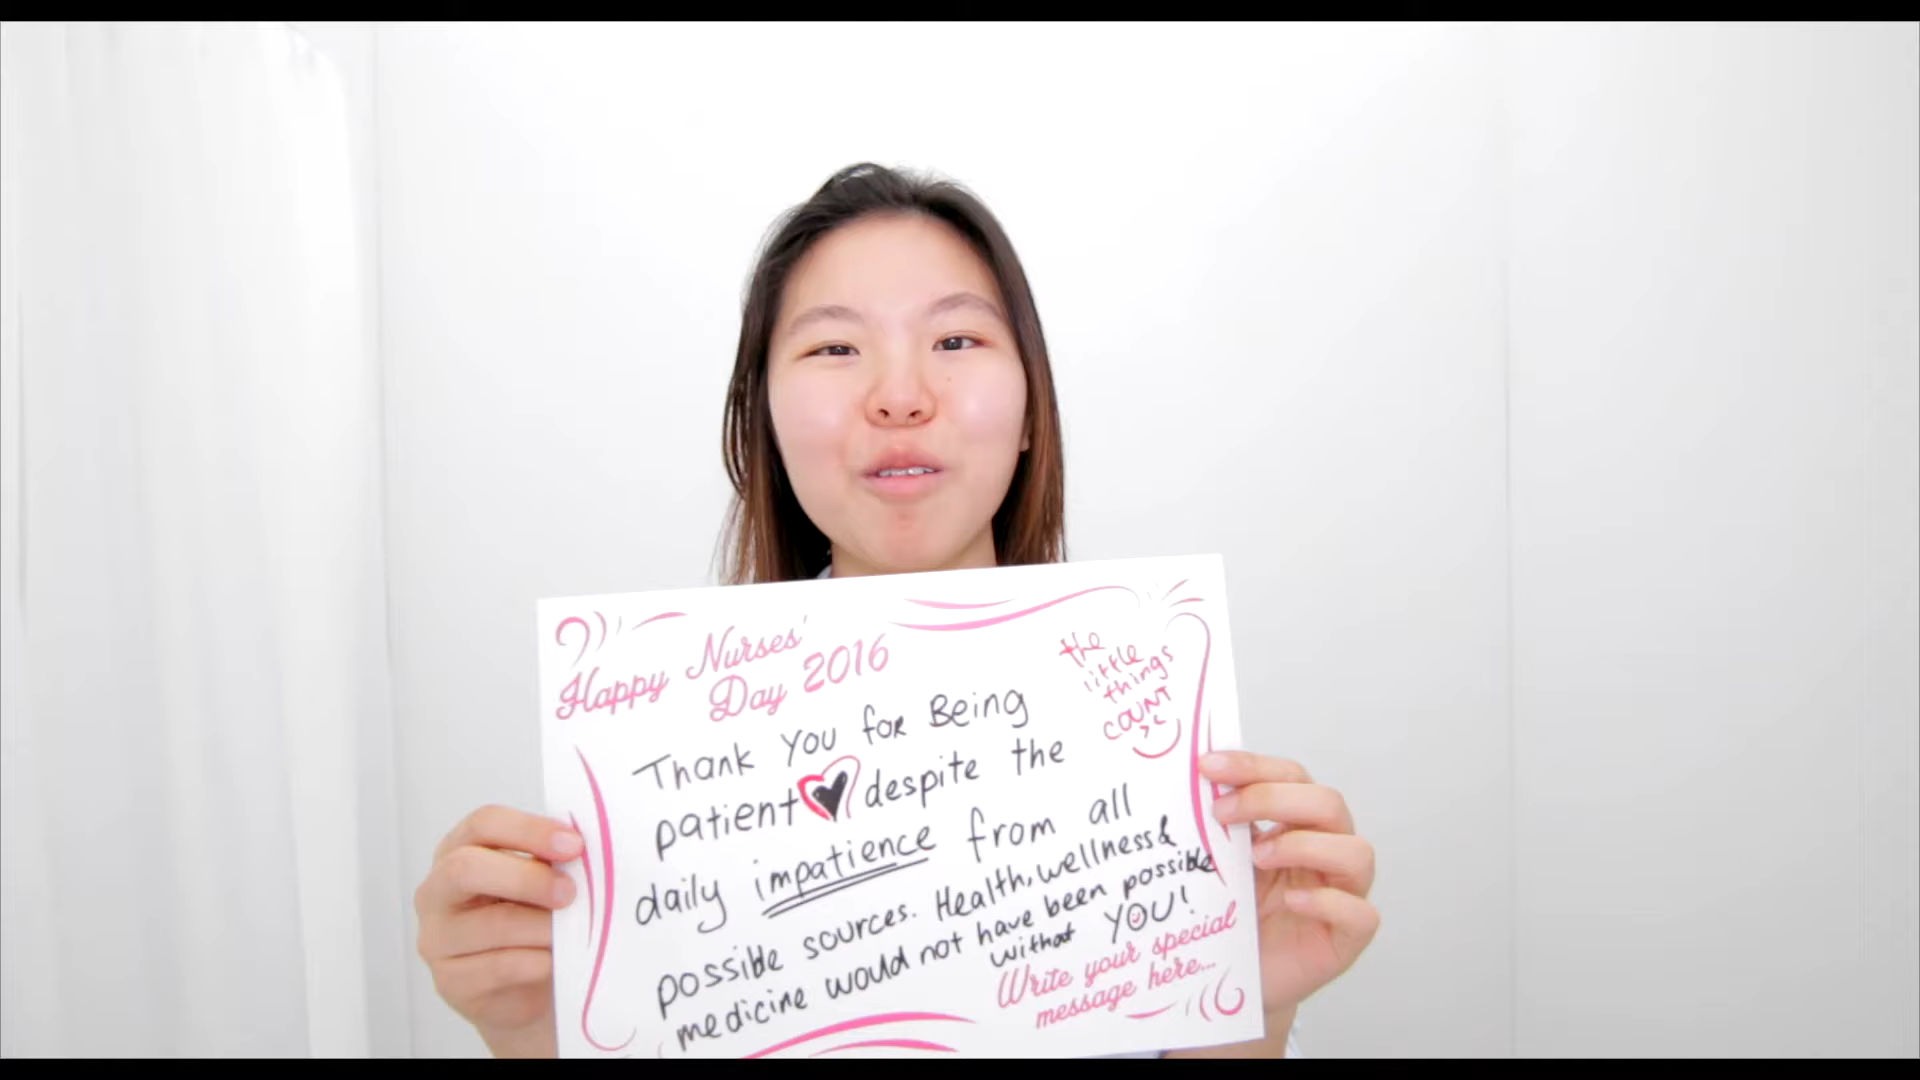 Happy Nurses'
Day 2016
the
little
things
COUNT
Thank You for Being
patient despite the
daily impatience from all
possible sources. Health, wellness &
medicine would not have been possible
without YOU!
Write your special
message here...